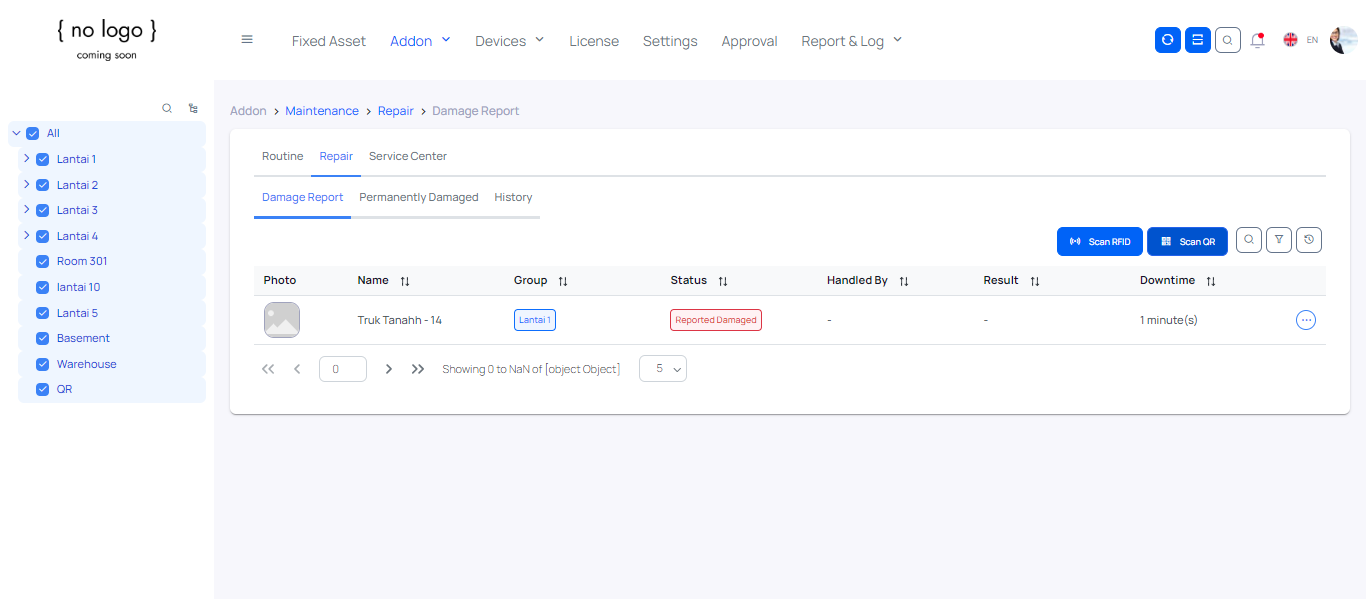 { no logo }
coming soon
Fixed Asset Addon Devices License Settings Approval Report & Log EN
All
Lantai 1
Lantai 2
Lantai 3
Lantai 4
Room 301
lantai 10
Lantai 5
Basement
Warehouse
QR
Addon > Maintenance > Repair > Damage Report
Routine Repair Service Center
Damage Report Permanently Damaged History
Scan RFID Scan QR
Photo Name Group Status Handled By Result Downtime
Truk Tanahh - 14 Lantai 1 Reported Damaged - - 1 minute(s)
0 Showing 0 to NaN of [object Object] 5